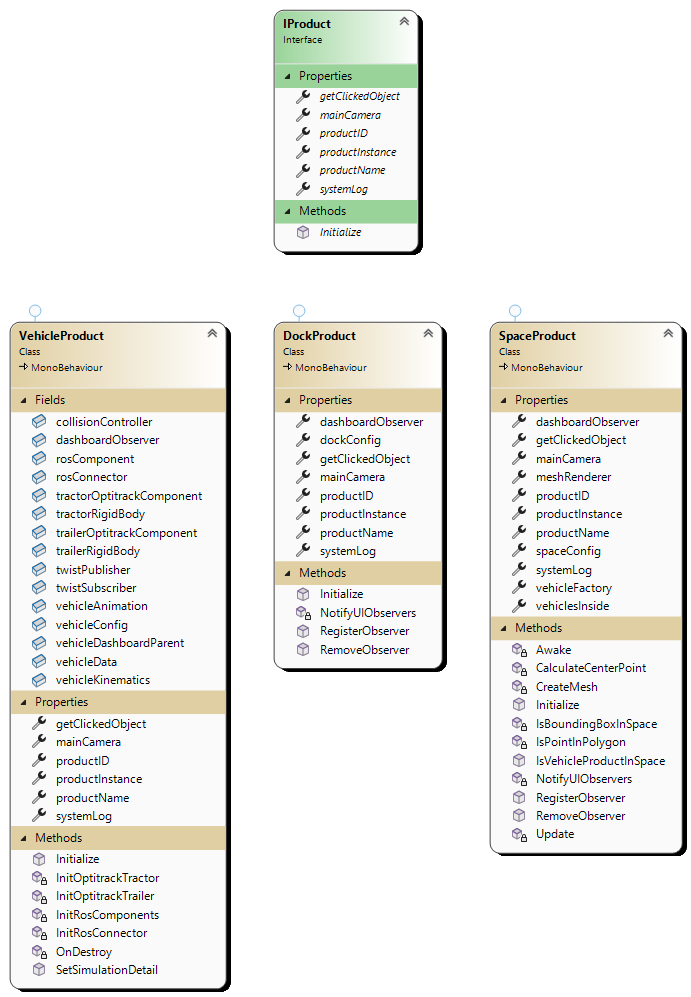 IProduct
Interface
Properties
getClickedObject
mainCamera
productID
productInstance
productName
systemLog
Methods
Initialize
VehicleProduct
Class
MonoBehaviour
Fields
collisionController
dashboardObserver
rosComponent
rosConnector
tractorOptitrackComponent
tractorRigidBody
trailerOptitrackComponent
trailerRigidBody
twistPublisher
twistSubscriber
vehicleAnimation
vehicleConfig
vehicleDashboardParent
vehicleData
vehicleKinematics
Properties
getClickedObject
mainCamera
productID
productInstance
productName
systemLog
Methods
Initialize
InitOptitrackTractor
InitOptitrackTrailer
InitRosComponents
InitRosConnector
OnDestroy
SetSimulationDetail
DockProduct
Class
MonoBehaviour
Properties
dashboardObserver
dockConfig
getClickedObject
mainCamera
productID
productInstance
productName
systemLog
Methods
Initialize
NotifyUIObservers
RegisterObserver
RemoveObserver
SpaceProduct
Class
MonoBehaviour
Properties
dashboardObserver
getClickedObject
mainCamera
meshRenderer
productID
productInstance
productName
spaceConfig
systemLog
vehicleFactory
vehiclesInside
Methods
Awake
CalculateCenterPoint
CreateMesh
Initialize
IsBoundingBoxInSpace
IsPointInPolygon
IsVehicleProductInSpace
NotifyUIObservers
RegisterObserver
RemoveObserver
Update